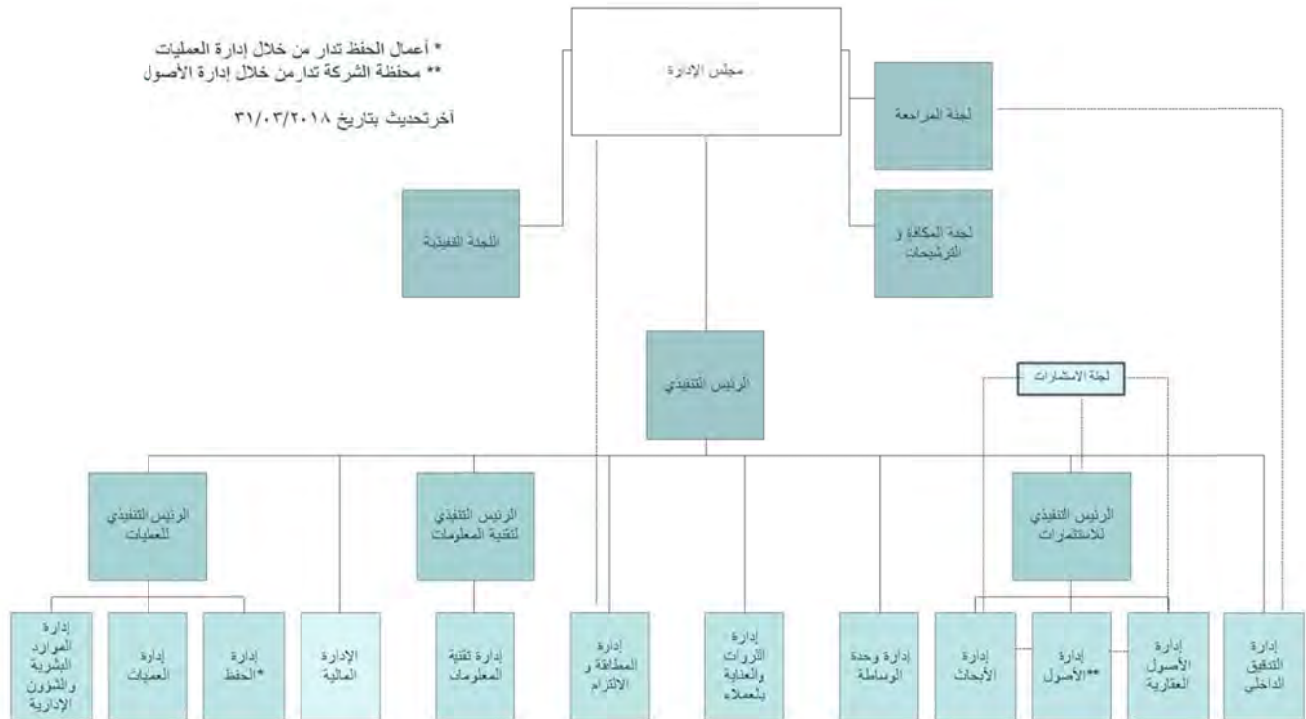 * أعمال الحفظ تدار من خلال إدارة العمليات
** محفظة الشركة تدار من خلال إدارة الأصول
آخر تحديث بتاريخ ٣١/٠٣/٢٠١٨
مجلس الإدارة
لجنة المراجعة
لجنة المكافأة و
الترشيحات
اللجنة التنفيذية
الرئيس التنفيذي
لجنة الاستثمارات
الرئيس التنفيذي
للاستثمارات
الرئيس التنفيذي
لتقنية المعلومات
الرئيس التنفيذي
للعمليات
إدارة
التدقيق
الداخلي
إدارة
الأصول
العقارية
إدارة
الأصول**
إدارة
الأبحاث
إدارة وحدة
الوساطة
إدارة
الثروات
والعناية
بالعملاء
إدارة
المطابقة و
الالتزام
إدارة تقنية
المعلومات
الإدارة
المالية
إدارة
الحفظ*
إدارة
العمليات
إدارة
الموارد
البشرية
والشؤون
الإدارية